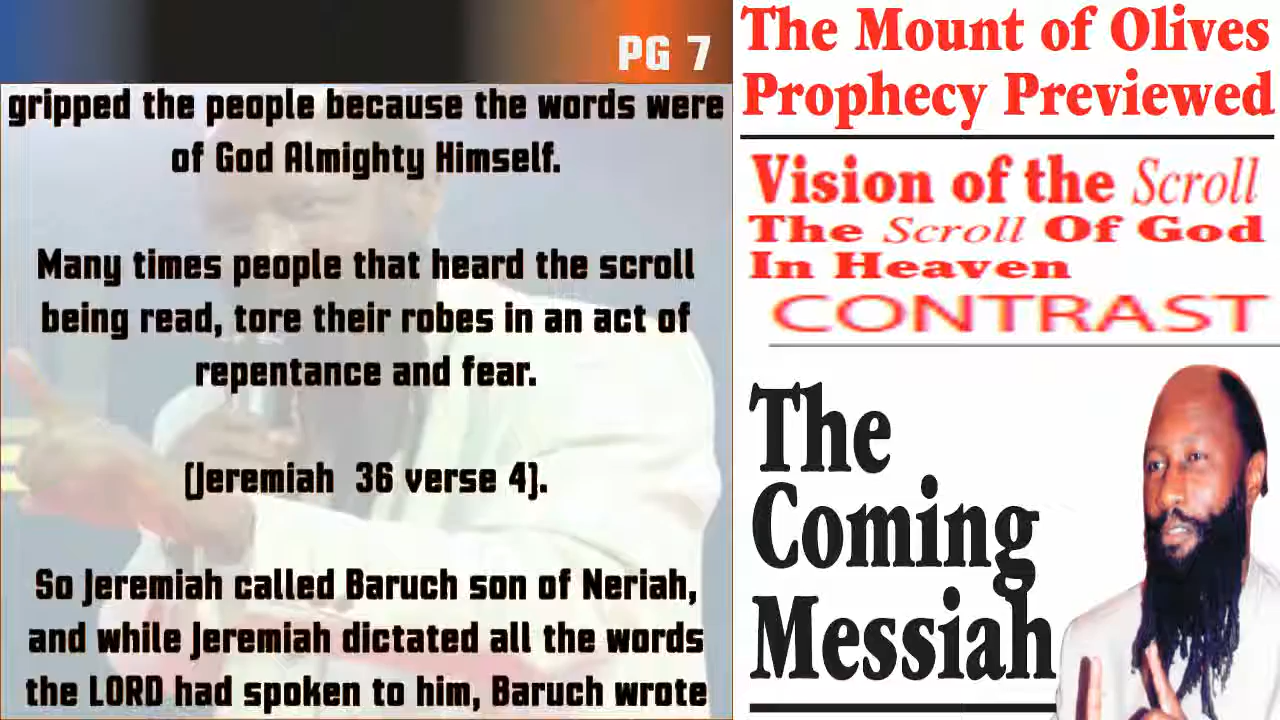 PG 7
gripped the people because the words were
of God Almighty Himself.
Many times people that heard the scroll
being read, tore their robes in an act of
repentance and fear.
(Jeremiah 36 verse 4).
So Jeremiah called Baruch son of Neriah,
and while Jeremiah dictated all the words
the LORD had spoken to him, Baruch wrote
The Mount of Olives
Prophecy Previewed
Vision of the Scroll
The Scroll Of God
In Heaven
CONTRAST
The
Coming
Messiah